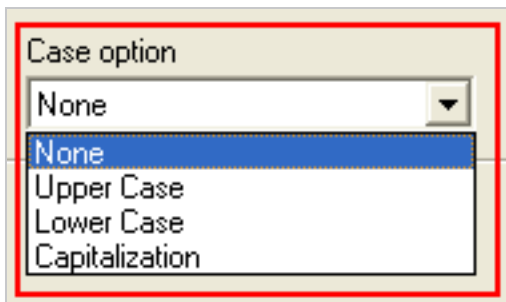 Case option
None
None
Upper Case
Lower Case
Capitalization